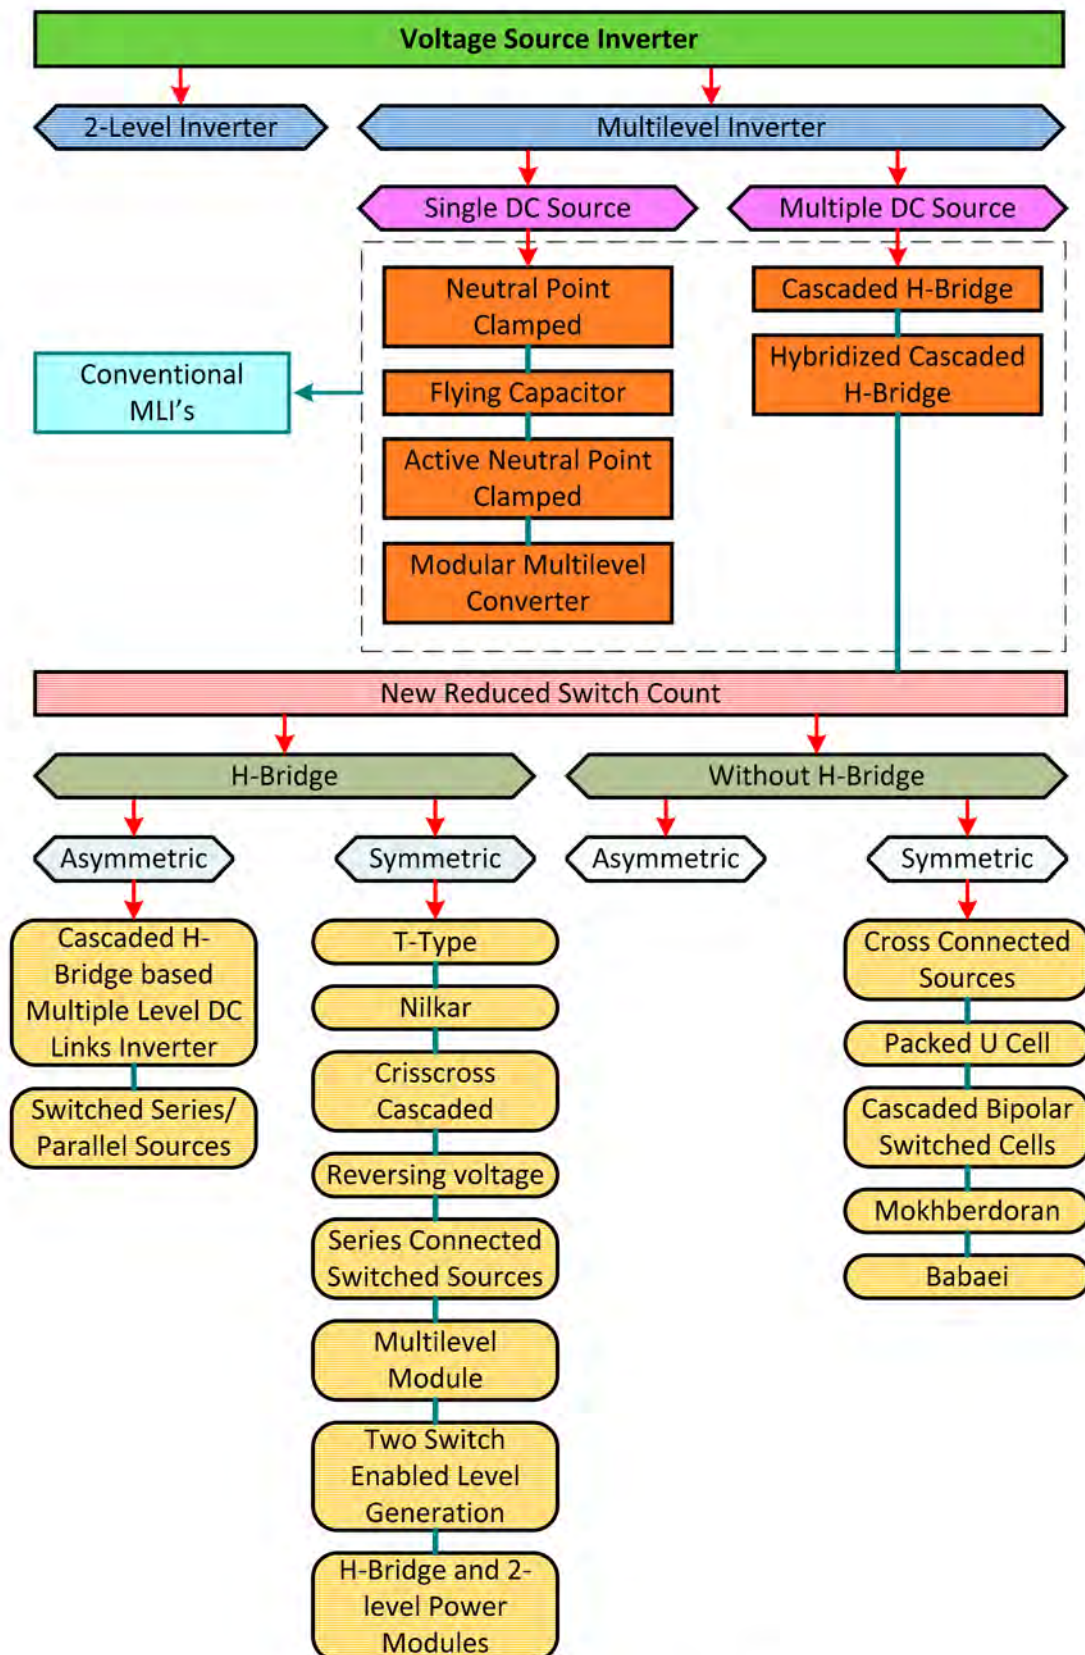 Voltage Source Inverter
2-Level Inverter
Multilevel Inverter
Single DC Source
Multiple DC Source
Neutral Point
Clamped
Cascaded H-Bridge
Hybridized Cascaded
H-Bridge
Conventional
MLI's
Flying Capacitor
Active Neutral Point
Clamped
Modular Multilevel
Converter
New Reduced Switch Count
H-Bridge
Without H-Bridge
Asymmetric
Symmetric
Asymmetric
Symmetric
Cascaded H-
Bridge based
Multiple Level DC
Links Inverter
Switched Series/
Parallel Sources
T-Type
Nilkar
Crisscross
Cascaded
Reversing voltage
Series Connected
Switched Sources
Multilevel
Module
Two Switch
Enabled Level
Generation
H-Bridge and 2-
level Power
Modules
Cross Connected
Sources
Packed U Cell
Cascaded Bipolar
Switched Cells
Mokhberdoran
Babaei